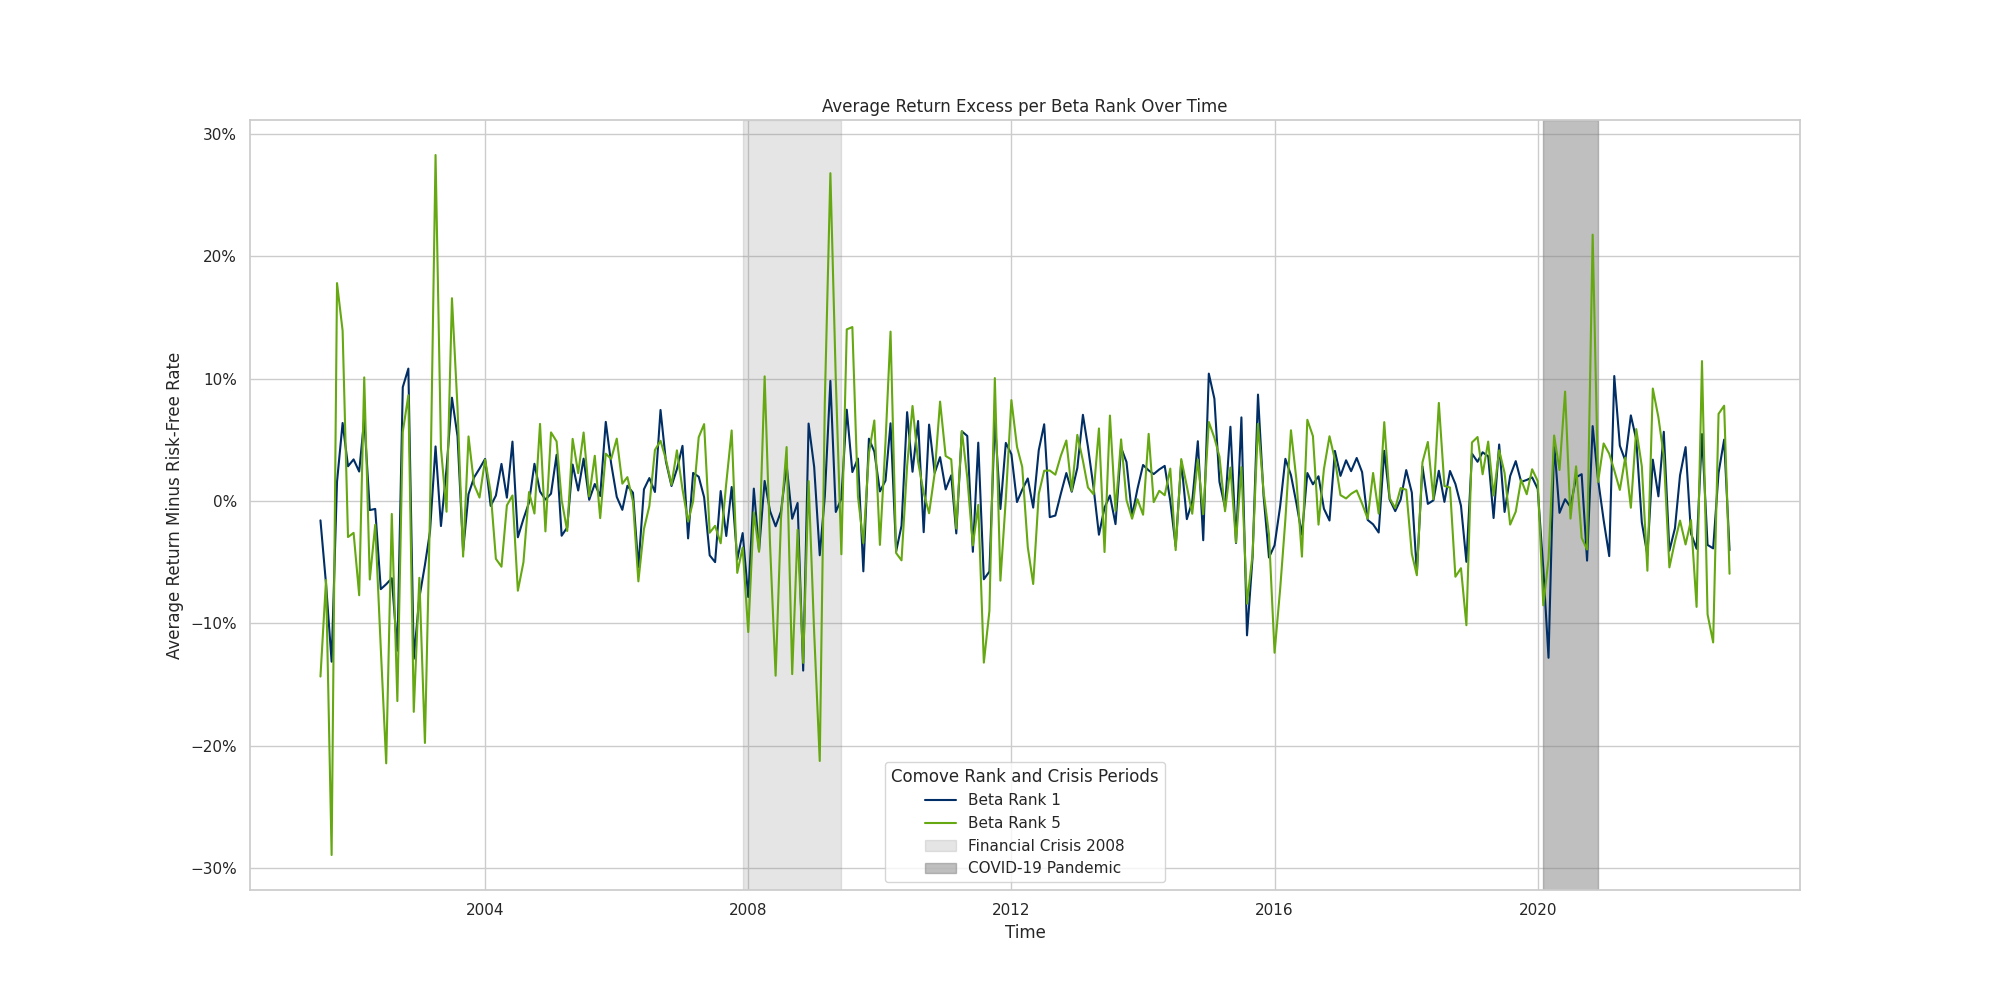 Average Return Excess per Beta Rank Over Time
Average Return Minus Risk-Free Rate
30%
20%
10%
0%
−10%
−20%
−30%
Comove Rank and Crisis Periods
Beta Rank 1
Beta Rank 5
Financial Crisis 2008
COVID-19 Pandemic
2004 2008 2012 2016 2020
Time